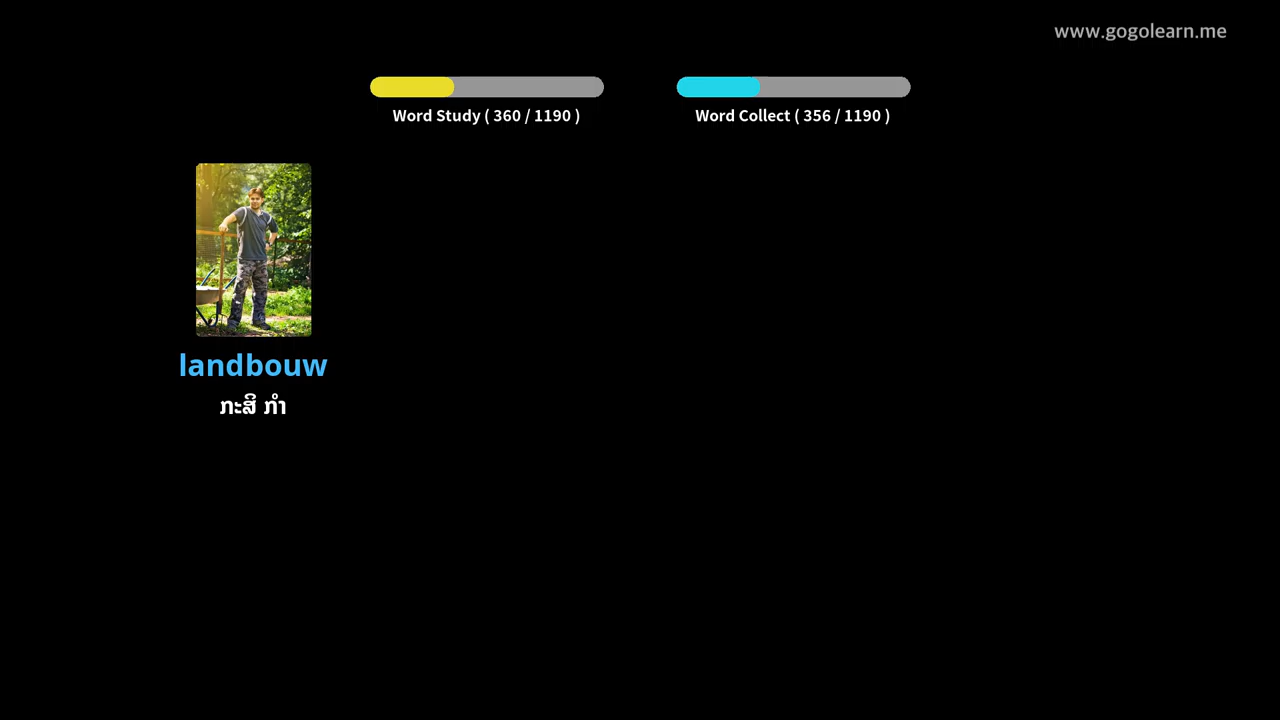 www.gogolearn.me
Word Study ( 360 / 1190 )
Word Collect ( 356 / 1190 )
landbouw
ກະສິ ກຳ